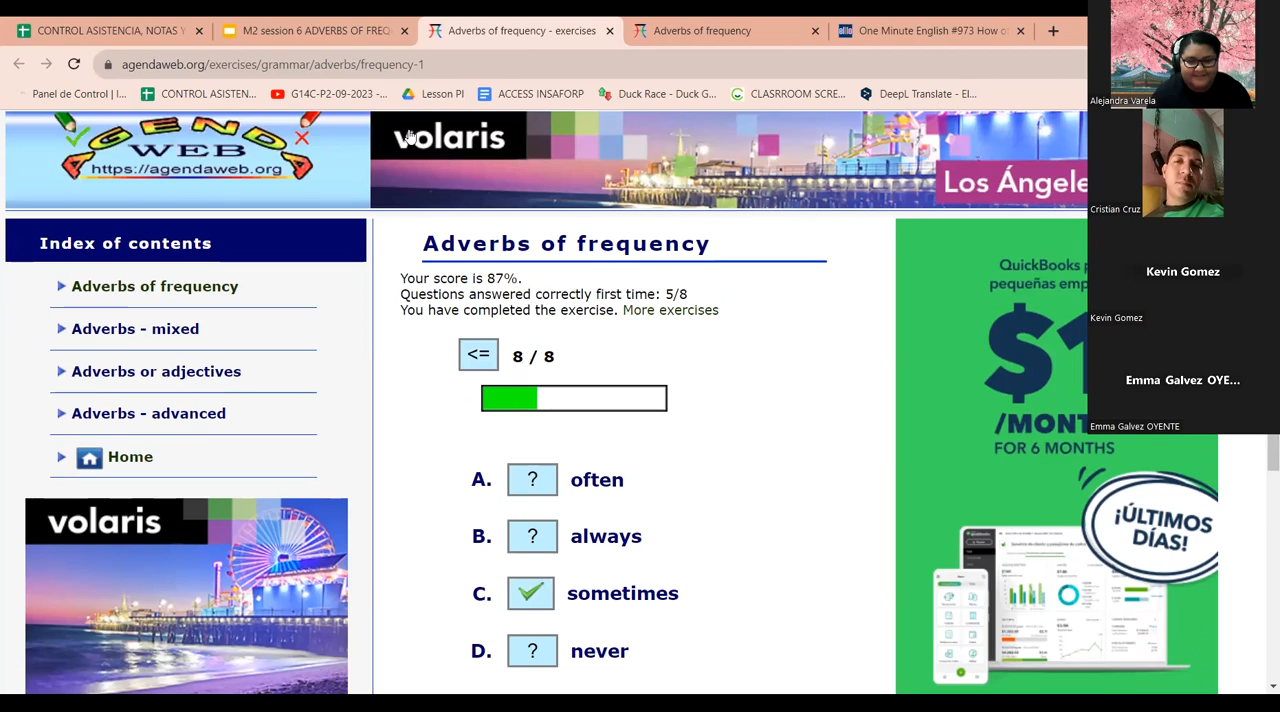 CONTROL ASISTENCIA, NOTAS Y
M2 session 6 ADVERBS OF FREQ
Adverbs of frequency - exercises
Adverbs of frequency
One Minute English #973 How o
agendaweb.org/exercises/grammar/adverbs/frequency-1
Panel de Control | I...
CONTROL ASISTEN...
G14C-P2-09-2023 -...
Lesson Pl
ACCESS INSAFORP
Duck Race - Duck G...
CLASRROOM SCRE...
DeepL Translate - El...
AGENDA
WEB
https://agendaweb.org
volaris
Los Ángele
Index of contents
Adverbs of frequency
Adverbs - mixed
Adverbs or adjectives
Adverbs - advanced
Home
volaris
Adverbs of frequency
Your score is 87%.
Questions answered correctly first time: 5/8
You have completed the exercise. More exercises
<= 8 / 8
A. ? often
B. ? always
C. sometimes
D. ? never
QuickBooks p
pequeñas emp
$1
/MONT
FOR 6 MONTHS
¡ÚLTIMOS
DÍAS!
Alejandra Varela
Cristian Cruz
Kevin Gomez
Kevin Gomez
Emma Galvez OYE...
Emma Galvez OYENTE